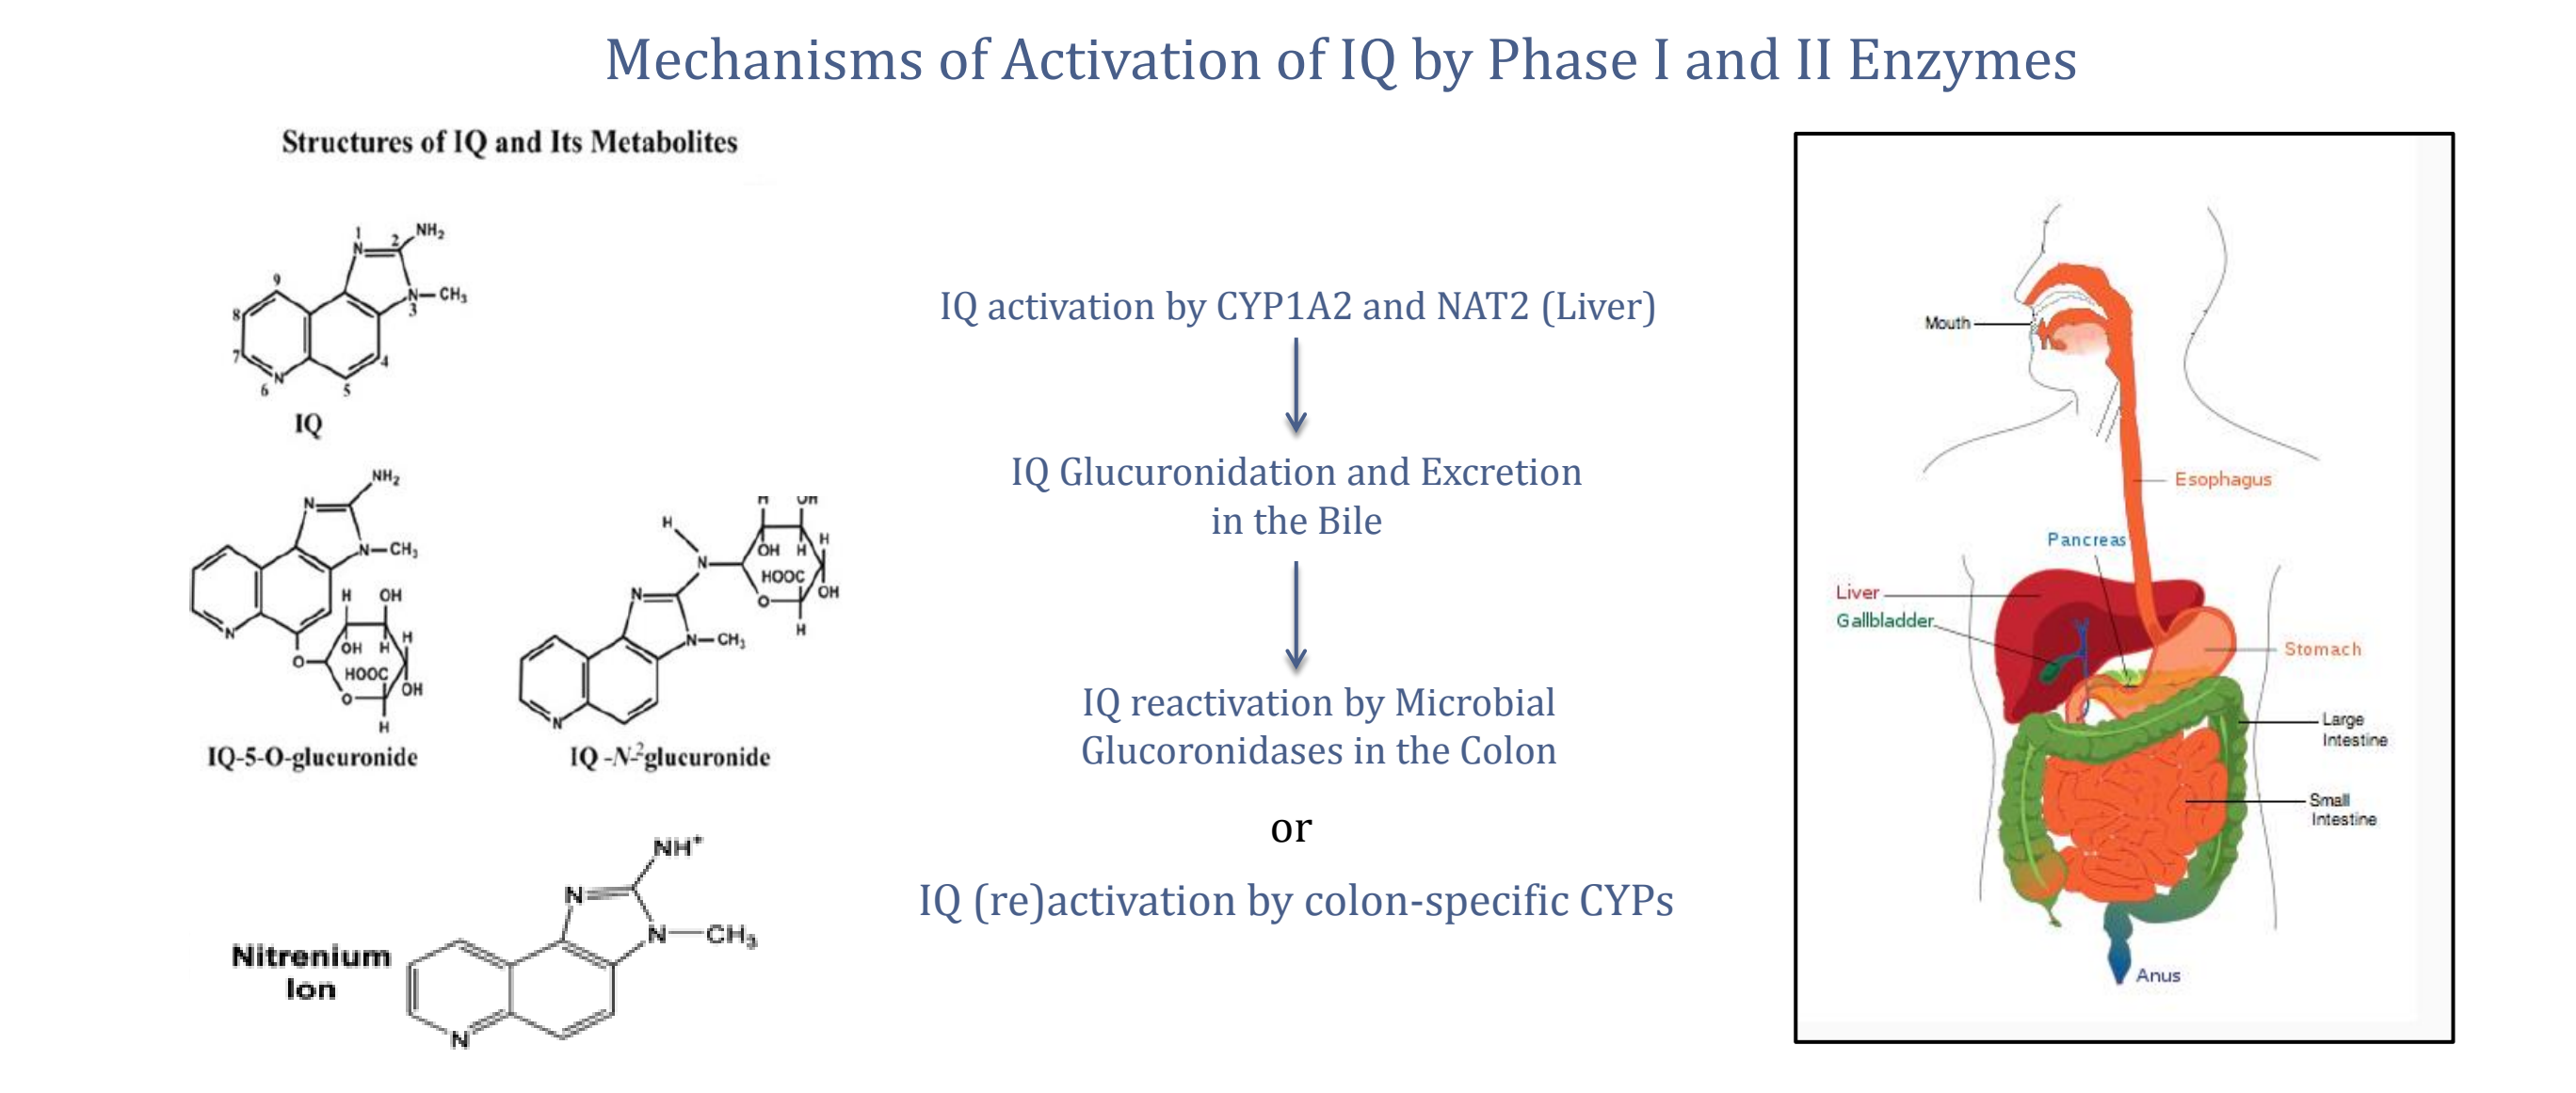 Mechanisms of Activation of IQ by Phase I and II Enzymes
Structures of IQ and Its Metabolites
1
2
NH₂
N
9
8
N
CH₃
3
7
4
N
6
5
IQ
NH₂
N
N
CH₃
N
H
OH
O
OH
H
H
HOOC
O
OH
H
IQ-5-O-glucuronide
H
OH
H
N
OH
H
H
HOOC
O
OH
H
N
N
CH₃
N
IQ -N-²glucuronide
NH⁺
N
N
CH₃
Nitrenium
Ion
N
IQ activation by CYP1A2 and NAT2 (Liver)
IQ Glucuronidation and Excretion
in the Bile
IQ reactivation by Microbial
Glucoronidases in the Colon
or
IQ (re)activation by colon-specific CYPs
Mouth
Esophagus
Pancreas
Liver
Gallbladder
Stomach
Large
Intestine
Small
Intestine
Anus